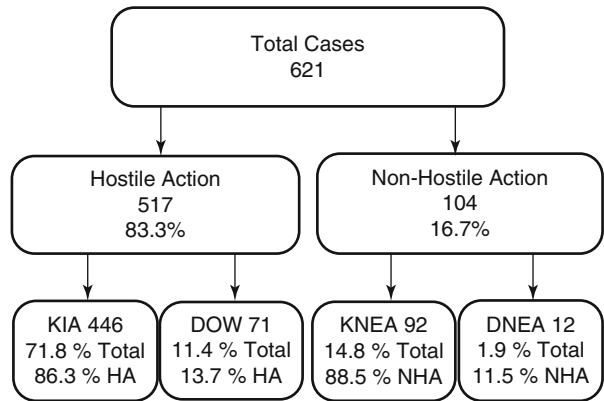 Total Cases
621
Hostile Action
517
83.3%
Non-Hostile Action
104
16.7%
KIA 446
71.8 % Total
86.3 % HA
DOW 71
11.4 % Total
13.7 % HA
KNEA 92
14.8 % Total
88.5 % NHA
DNEA 12
1.9 % Total
11.5 % NHA